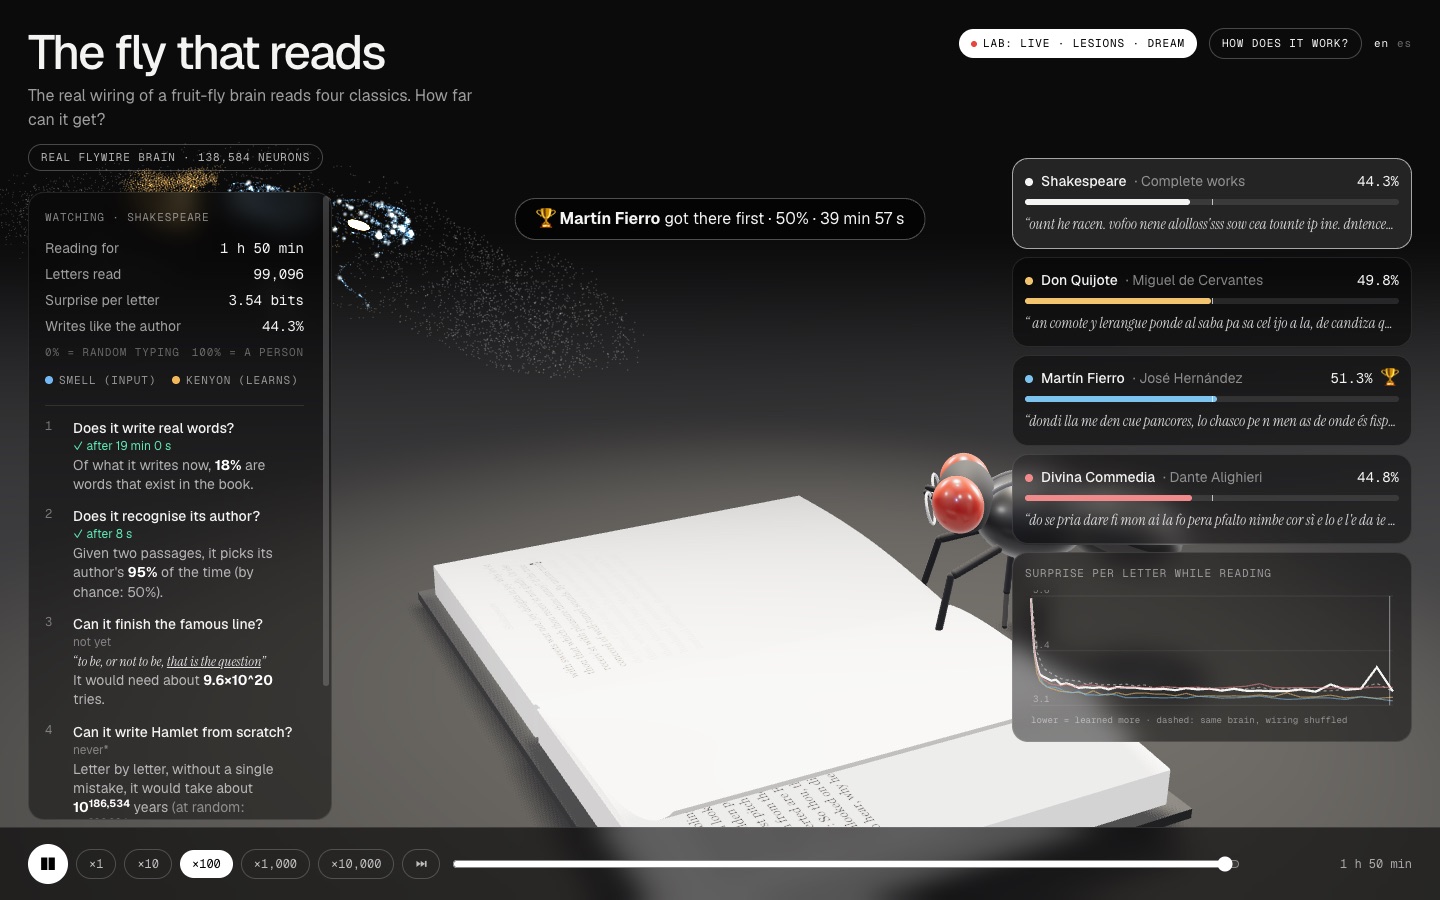 The fly that reads
The real wiring of a fruit-fly brain reads four classics. How far
can it get?
REAL FLYWIRE BRAIN · 138,584 NEURONS
LAB: LIVE · LESIONS · DREAM
HOW DOES IT WORK?
en es
WATCHING · SHAKESPEARE
Reading for 1 h 50 min
Letters read 99,096
Surprise per letter 3.54 bits
Writes like the author 44.3%
0% = RANDOM TYPING 100% = A PERSON
SMELL (INPUT) KENYON (LEARNS)
1 Does it write real words?
✓ after 19 min 0 s
Of what it writes now, 18% are
words that exist in the book.
2 Does it recognise its author?
✓ after 8 s
Given two passages, it picks its
author's 95% of the time (by
chance: 50%).
3 Can it finish the famous line?
not yet
“to be, or not to be, that is the question”
It would need about 9.6×10^20
tries.
4 Can it write Hamlet from scratch?
never*
Letter by letter, without a single
mistake, it would take about
10^186,534 years (at random:
🏆 Martín Fierro got there first · 50% · 39 min 57 s
Shakespeare · Complete works 44.3%
“ount he racen. vofoo nene alolloss'sss sow cea tounte ip ine. dntence...
Don Quijote · Miguel de Cervantes 49.8%
“ an comote y lerangue ponde al saba pa sa cel ijo a la, de candiza q...
Martín Fierro · José Hernández 51.3% 🏆
“dondi lla me den cue pancores, lo chasco pe n men as de onde és fisp...
Divina Commedia · Dante Alighieri 44.8%
“do se pria dare fi mon ai la fo pera pfalto nimbe cor sì e lo e l'e da ie ...
SURPRISE PER LETTER WHILE READING
3.1
lower = learned more · dashed: same brain, wiring shuffled
×1
×10
×100
×1,000
×10,000
1 h 50 min